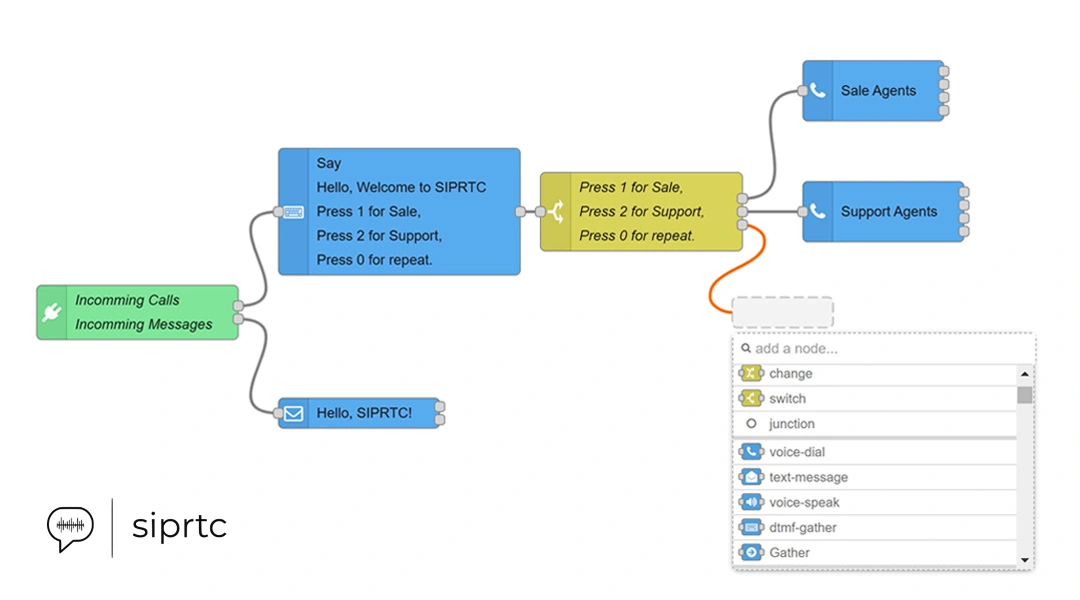 Sale Agents
Say
Hello, Welcome to SIPRTC
Press 1 for Sale,
Press 2 for Support,
Press 0 for repeat.
Press 1 for Sale,
Press 2 for Support,
Press 0 for repeat.
Support Agents
Incomming Calls
Incomming Messages
Hello, SIPRTC!
add a node...
change
switch
junction
voice-dial
text-message
voice-speak
dtmf-gather
Gather
siprtc